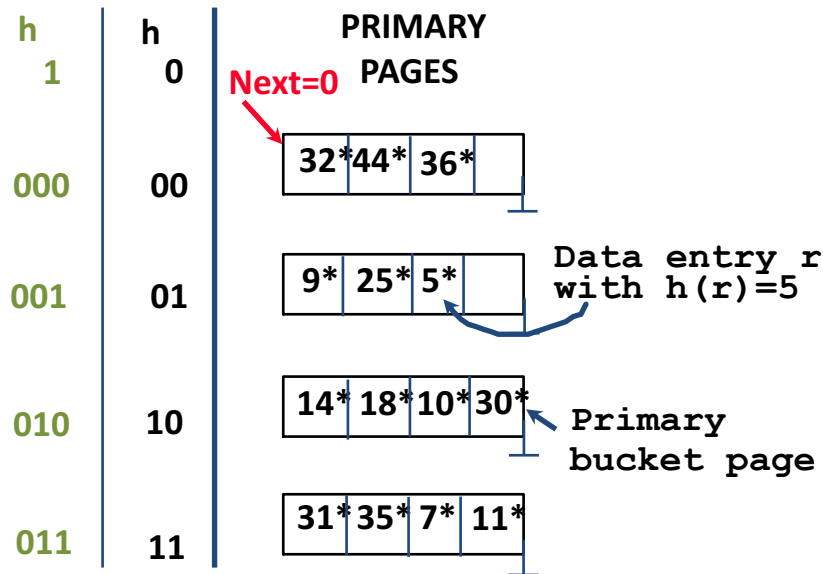 h h PRIMARY
1 0 PAGES
Next=0
000 00 32* 44* 36*
001 01 9* 25* 5*
Data entry r
with h(r)=5
010 10 14* 18* 10* 30*
Primary
bucket page
011 11 31* 35* 7* 11*